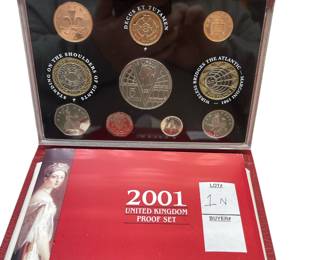 DECUS ET TUTAMEN
STANDING ON THE SHOULDERS OF GIANTS
WIRELESS BRIDGES THE ATLANTIC · MARCONI 1901
2001
UNITED KINGDOM
PROOF SET
LOT#
1N
BUYER#